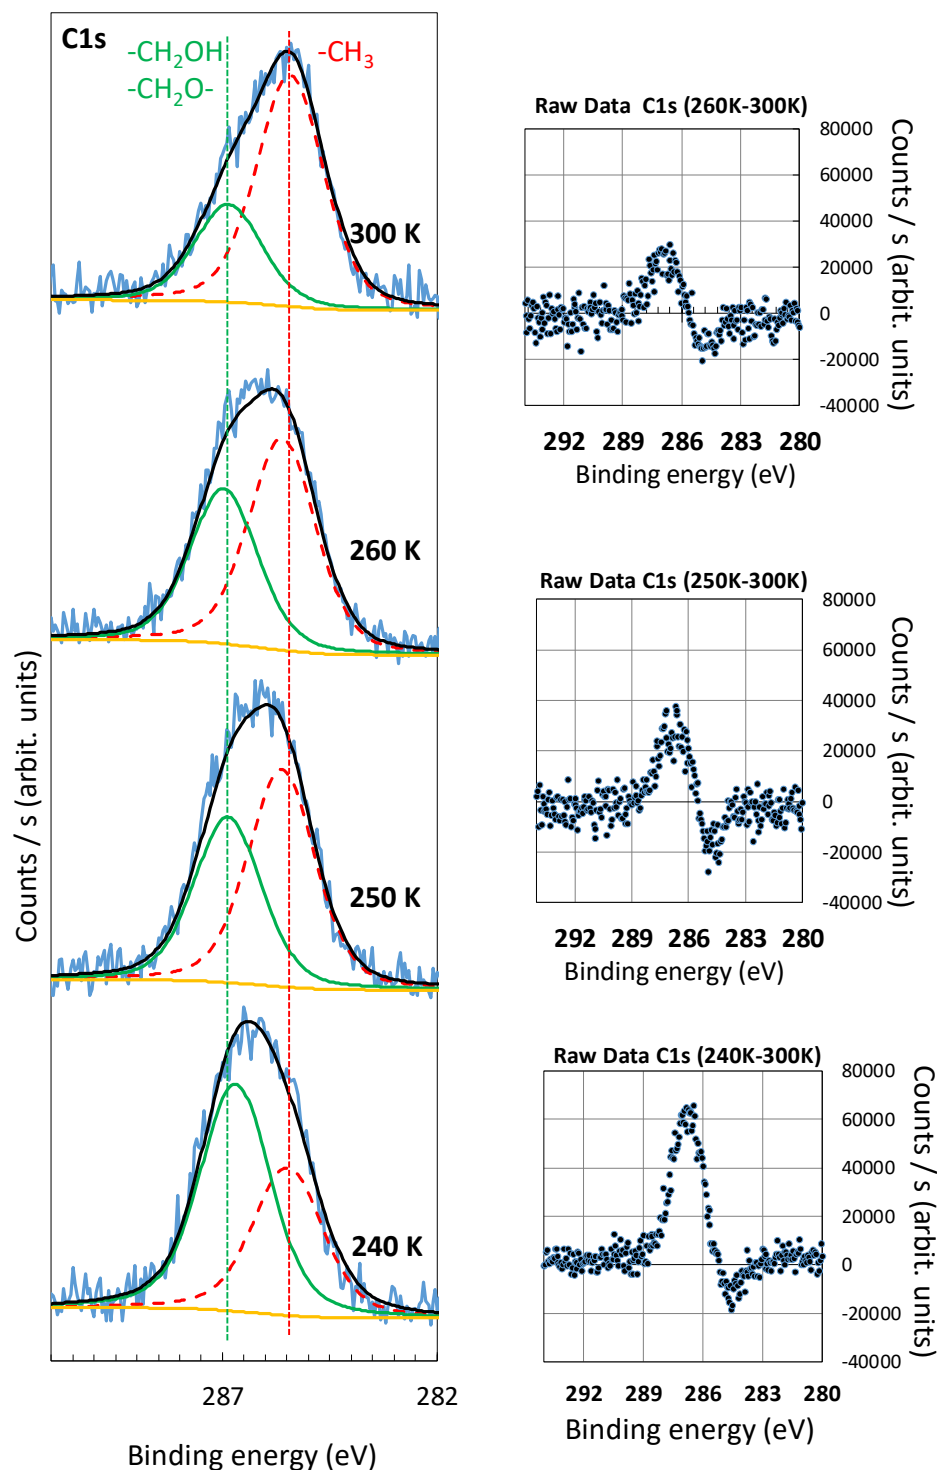 C1s
-CH₂OH
-CH₂O-
-CH₃
300 K
260 K
250 K
240 K
Counts / s (arbit. units)
287
282
Binding energy (eV)
Raw Data C1s (260K-300K)
80000
60000
40000
20000
0
-20000
-40000
Counts / s (arbit. units)
292 289 286 283 280
Binding energy (eV)
Raw Data C1s (250K-300K)
80000
60000
40000
20000
0
-20000
-40000
Counts / s (arbit. units)
292 289 286 283 280
Binding energy (eV)
Raw Data C1s (240K-300K)
80000
60000
40000
20000
0
-20000
-40000
Counts / s (arbit. units)
292 289 286 283 280
Binding energy (eV)